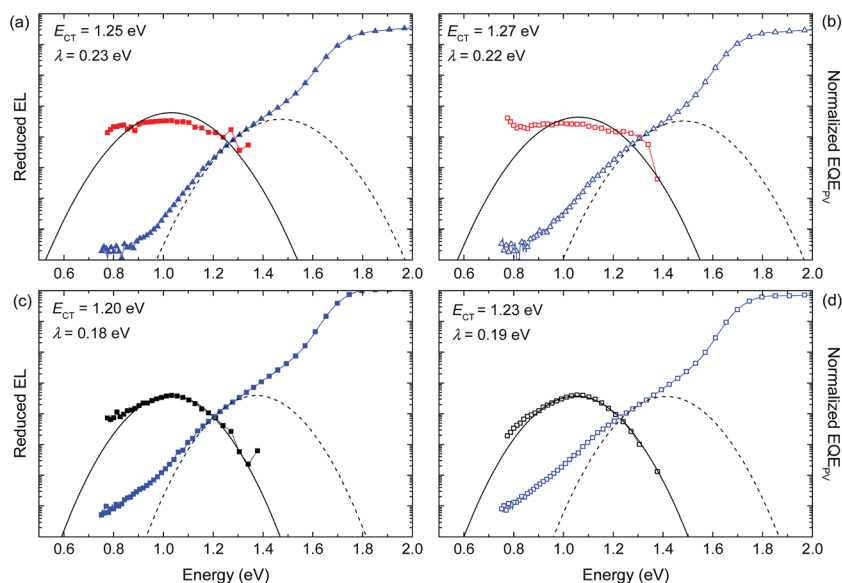 (a)
E_CT = 1.25 eV
λ = 0.23 eV
Reduced EL
0.6 0.8 1.0 1.2 1.4 1.6 1.8 2.0
(b)
E_CT = 1.27 eV
λ = 0.22 eV
Normalized EQE_PV
0.6 0.8 1.0 1.2 1.4 1.6 1.8 2.0
(c)
E_CT = 1.20 eV
λ = 0.18 eV
Reduced EL
0.6 0.8 1.0 1.2 1.4 1.6 1.8 2.0
Energy (eV)
(d)
E_CT = 1.23 eV
λ = 0.19 eV
Normalized EQE_PV
0.6 0.8 1.0 1.2 1.4 1.6 1.8 2.0
Energy (eV)